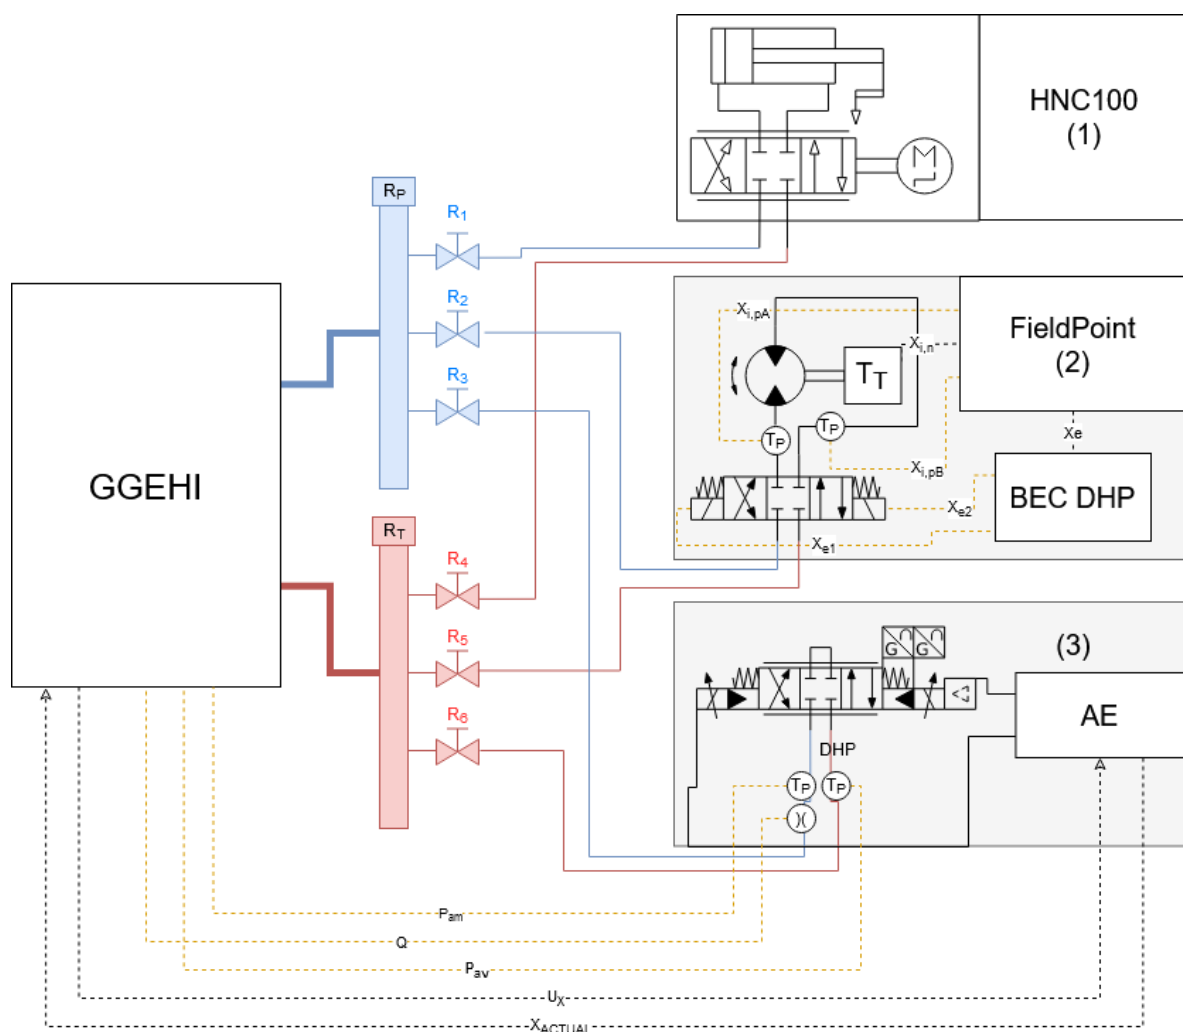 HNC100
(1)
M
RP
R1
R2
R3
GGEHI
Xi,pA
Xi,n
FieldPoint
(2)
TT
TP
TP
Xe
Xi,pB
BEC DHP
Xe2
Xe1
RT
R4
R5
R6
G
G
(3)
AE
DHP
TP
TP
)(
Pam
Q
Pav
UX
XACTUAL